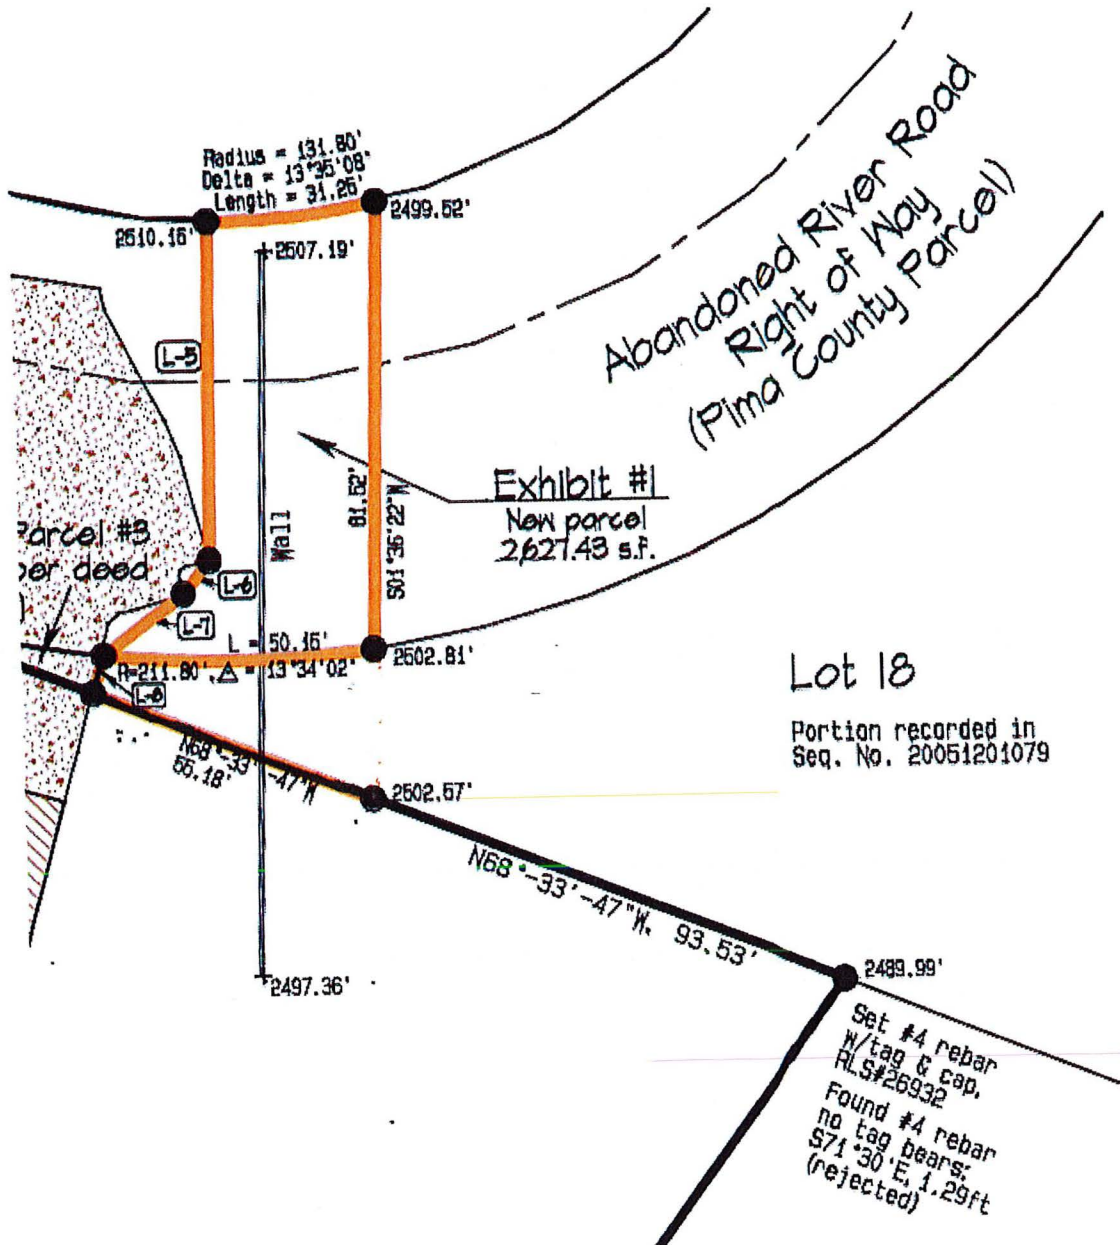 Radius = 131.80'
Delta = 13°35'08"
Length = 31.25'
2499.52'
2510.15'
2507.19'
Abandoned River Road
Right of Way
(Pima County Parcel)
L-5
Exhibit #1
New parcel
2,627.43 s.f.
81.52'
S01°36'22"W
Wall
Parcel #3
per deed
L-6
L-7
L = 50.15'
R=211.80', Δ = 13°34'02"
2502.81'
L-8
Lot 18
Portion recorded in
Seq. No. 20051201079
N68°-33'-47"W
55.18'
2502.57'
N68°-33'-47"W. 93.53'
2489.99'
2497.36'
Set #4 rebar
W/tag & cap.
RLS#26932
Found #4 rebar
no tag bears:
S71°30'E, 1.29ft
(rejected)